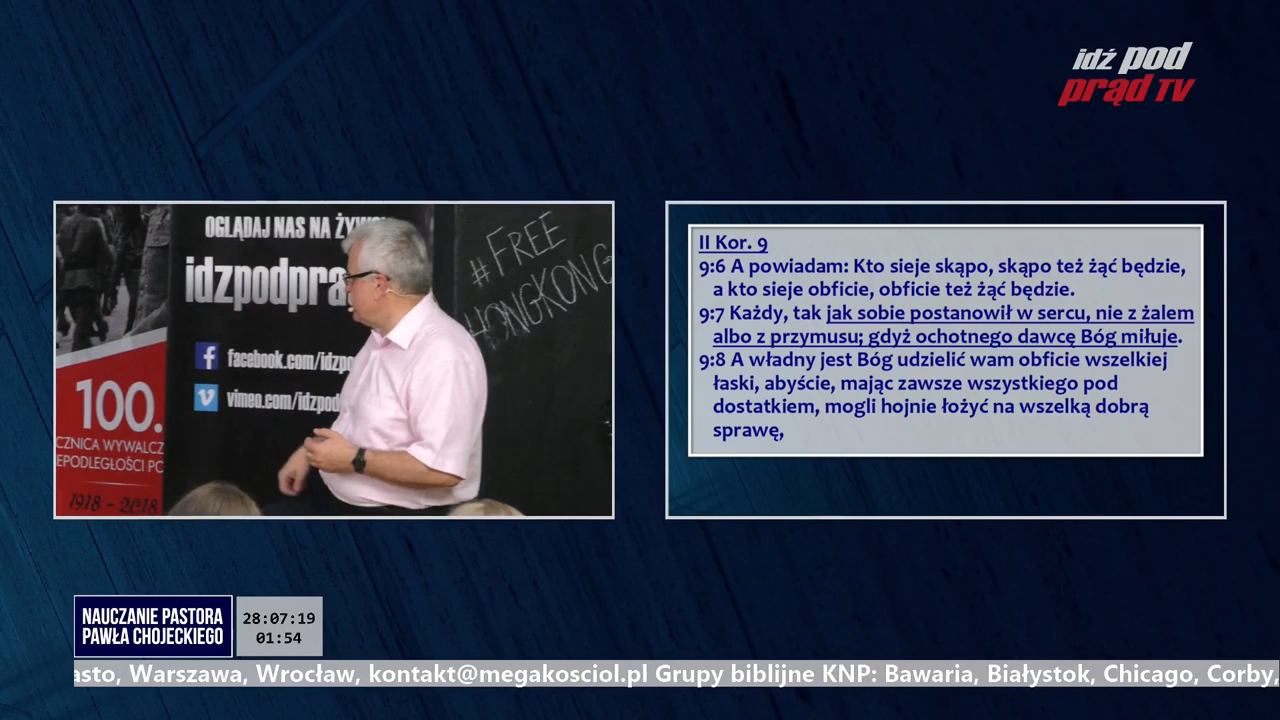 idź pod
prąd TV
OGLĄDAJ NAS NA
#FREE
HONGKONG
facebook.com/idzpo
vimeo.com/idzpod
100.
CZNICA WYWALCZ
EPODLEGŁOŚCI PO
1918 - 2018
II Kor. 9
9:6 A powiadam: Kto sieje skąpo, skąpo też żąć będzie,
a kto sieje obficie, obficie też żąć będzie.
9:7 Każdy, tak jak sobie postanowił w sercu, nie z żalem
albo z przymusu; gdyż ochotnego dawcę Bóg miłuje.
9:8 A władny jest Bóg udzielić wam obficie wszelkiej
łaski, abyście, mając zawsze wszystkiego pod
dostatkiem, mogli hojnie łożyć na wszelką dobrą
sprawę,
NAUCZANIE PASTORA
PAWŁA CHOJECKIEGO
28:07:19
01:54
asto, Warszawa, Wrocław, kontakt@megakosciol.pl Grupy biblijne KNP: Bawaria, Białystok, Chicago, Corby,